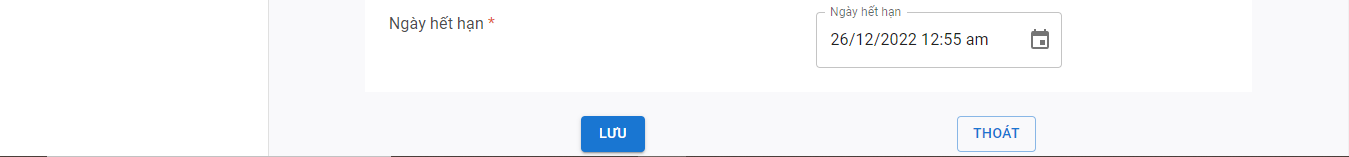 Ngày hết hạn
Ngày hết hạn *
26/12/2022 12:55 am
LƯU
THOÁT